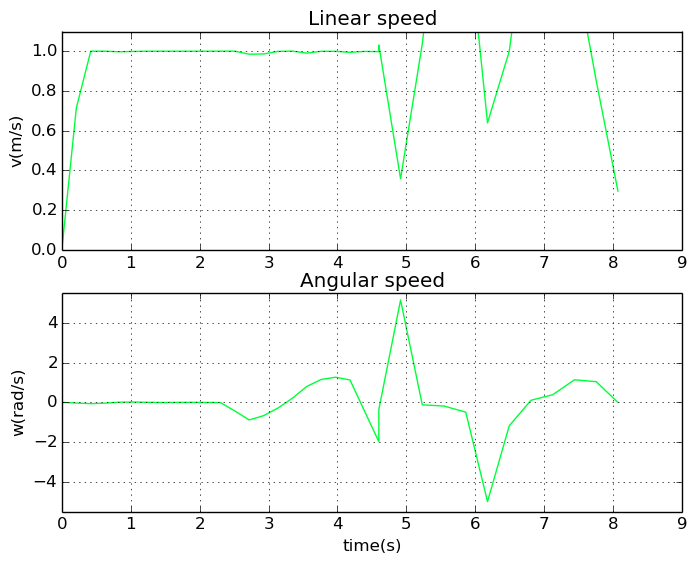 Linear speed
1.0
0.8
0.6
0.4
0.2
0.0
v(m/s)
0 1 2 3 4 5 6 7 8 9
Angular speed
4
2
0
−2
−4
w(rad/s)
0 1 2 3 4 5 6 7 8 9
time(s)